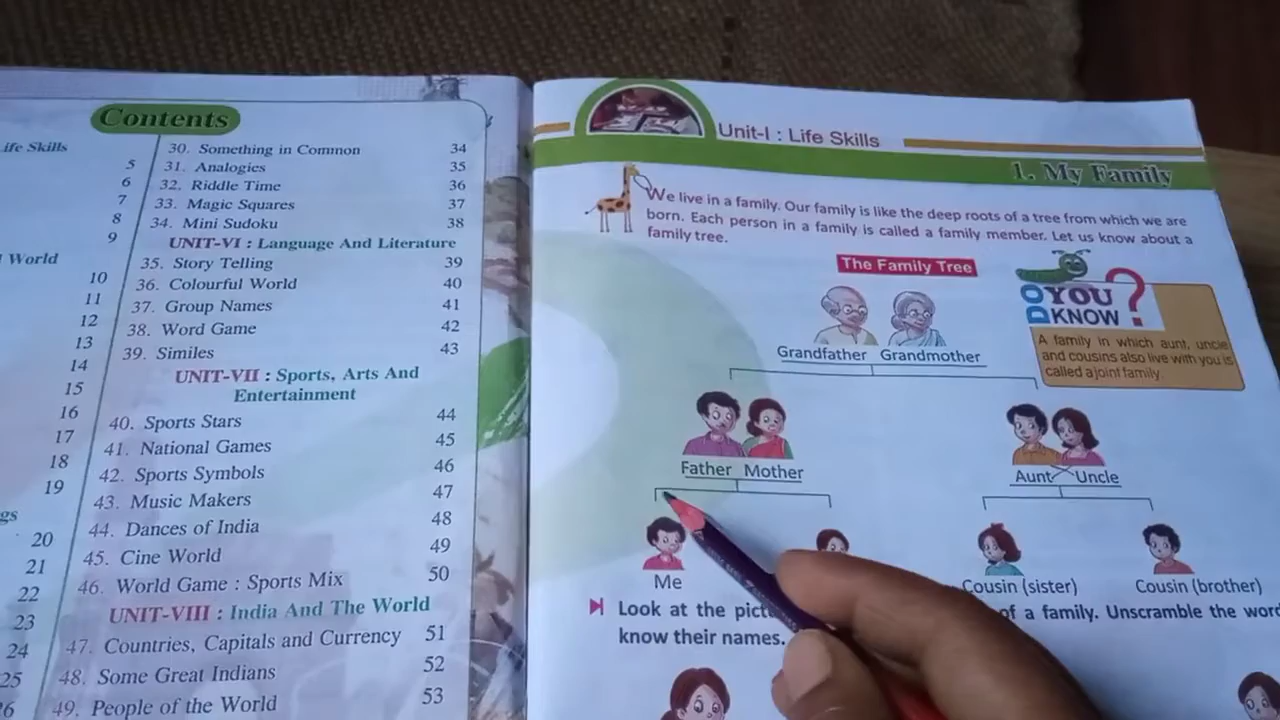 Contents
ife Skills
5
6
7
8
9
l World
10
11
12
13
14
15
16
17
18
19
gs
20
21
22
23
24
25
26
30. Something in Common 34
31. Analogies 35
32. Riddle Time 36
33. Magic Squares 37
34. Mini Sudoku 38
UNIT-VI : Language And Literature
35. Story Telling 39
36. Colourful World 40
37. Group Names 41
38. Word Game 42
39. Similes 43
UNIT-VII : Sports, Arts And
Entertainment
40. Sports Stars 44
41. National Games 45
42. Sports Symbols 46
43. Music Makers 47
44. Dances of India 48
45. Cine World 49
46. World Game : Sports Mix 50
UNIT-VIII : India And The World
47. Countries, Capitals and Currency 51
48. Some Great Indians 52
49. People of the World 53
Unit-I : Life Skills
1. My Family
We live in a family. Our family is like the deep roots of a tree from which we are
born. Each person in a family is called a family member. Let us know about a
family tree.
The Family Tree
DO YOU KNOW ?
A family in which aunt, uncle
and cousins also live with you is
called a joint family.
Grandfather Grandmother
Father Mother
Aunt Uncle
Me
Cousin (sister) Cousin (brother)
Look at the pict of a family. Unscramble the word
know their names.